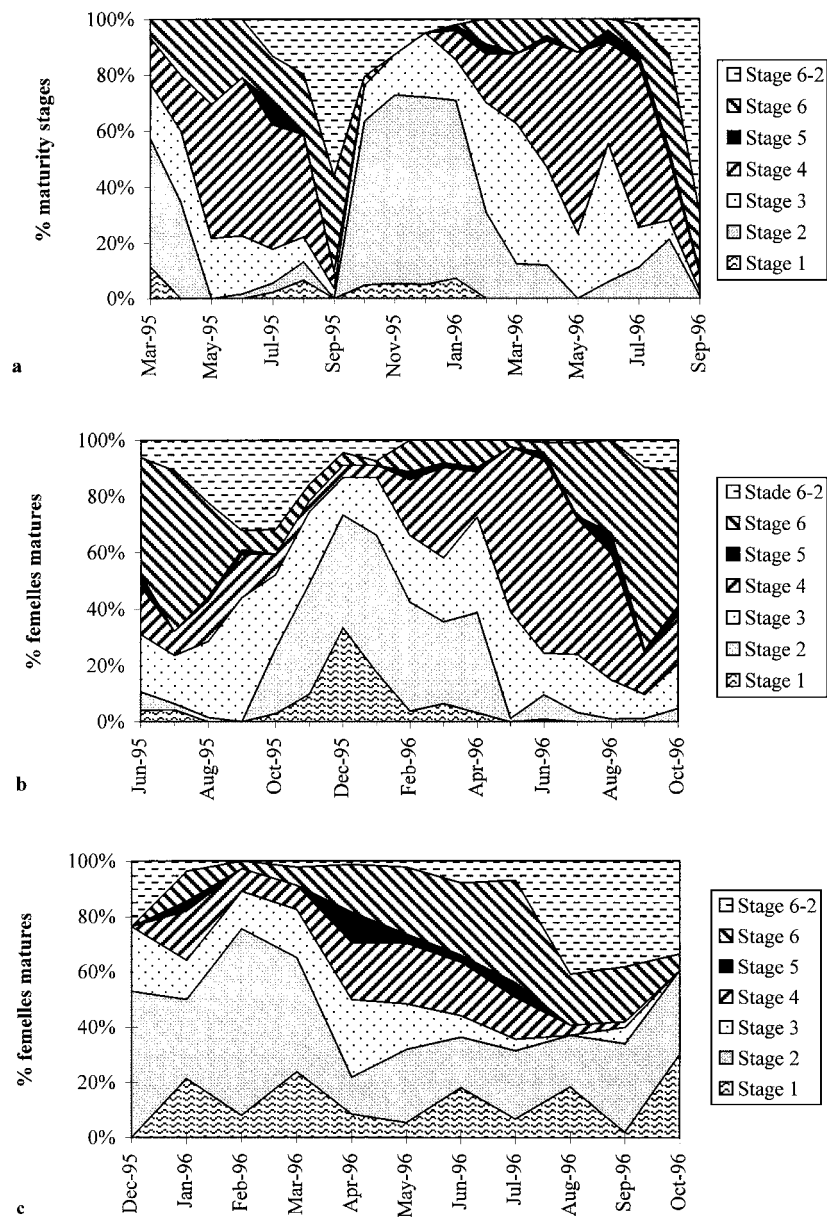 100%
80%
60%
40%
20%
0%
% maturity stages
Mar-95
May-95
Jul-95
Sep-95
Nov-95
Jan-96
Mar-96
May-96
Jul-96
Sep-96
Stage 6-2
Stage 6
Stage 5
Stage 4
Stage 3
Stage 2
Stage 1
a
100%
80%
60%
40%
20%
0%
% femelles matures
Jun-95
Aug-95
Oct-95
Dec-95
Feb-96
Apr-96
Jun-96
Aug-96
Oct-96
Stade 6-2
Stage 6
Stage 5
Stage 4
Stage 3
Stage 2
Stage 1
b
100%
80%
60%
40%
20%
0%
% femelles matures
Dec-95
Jan-96
Feb-96
Mar-96
Apr-96
May-96
Jun-96
Jul-96
Aug-96
Sep-96
Oct-96
Stage 6-2
Stage 6
Stage 5
Stage 4
Stage 3
Stage 2
Stage 1
c